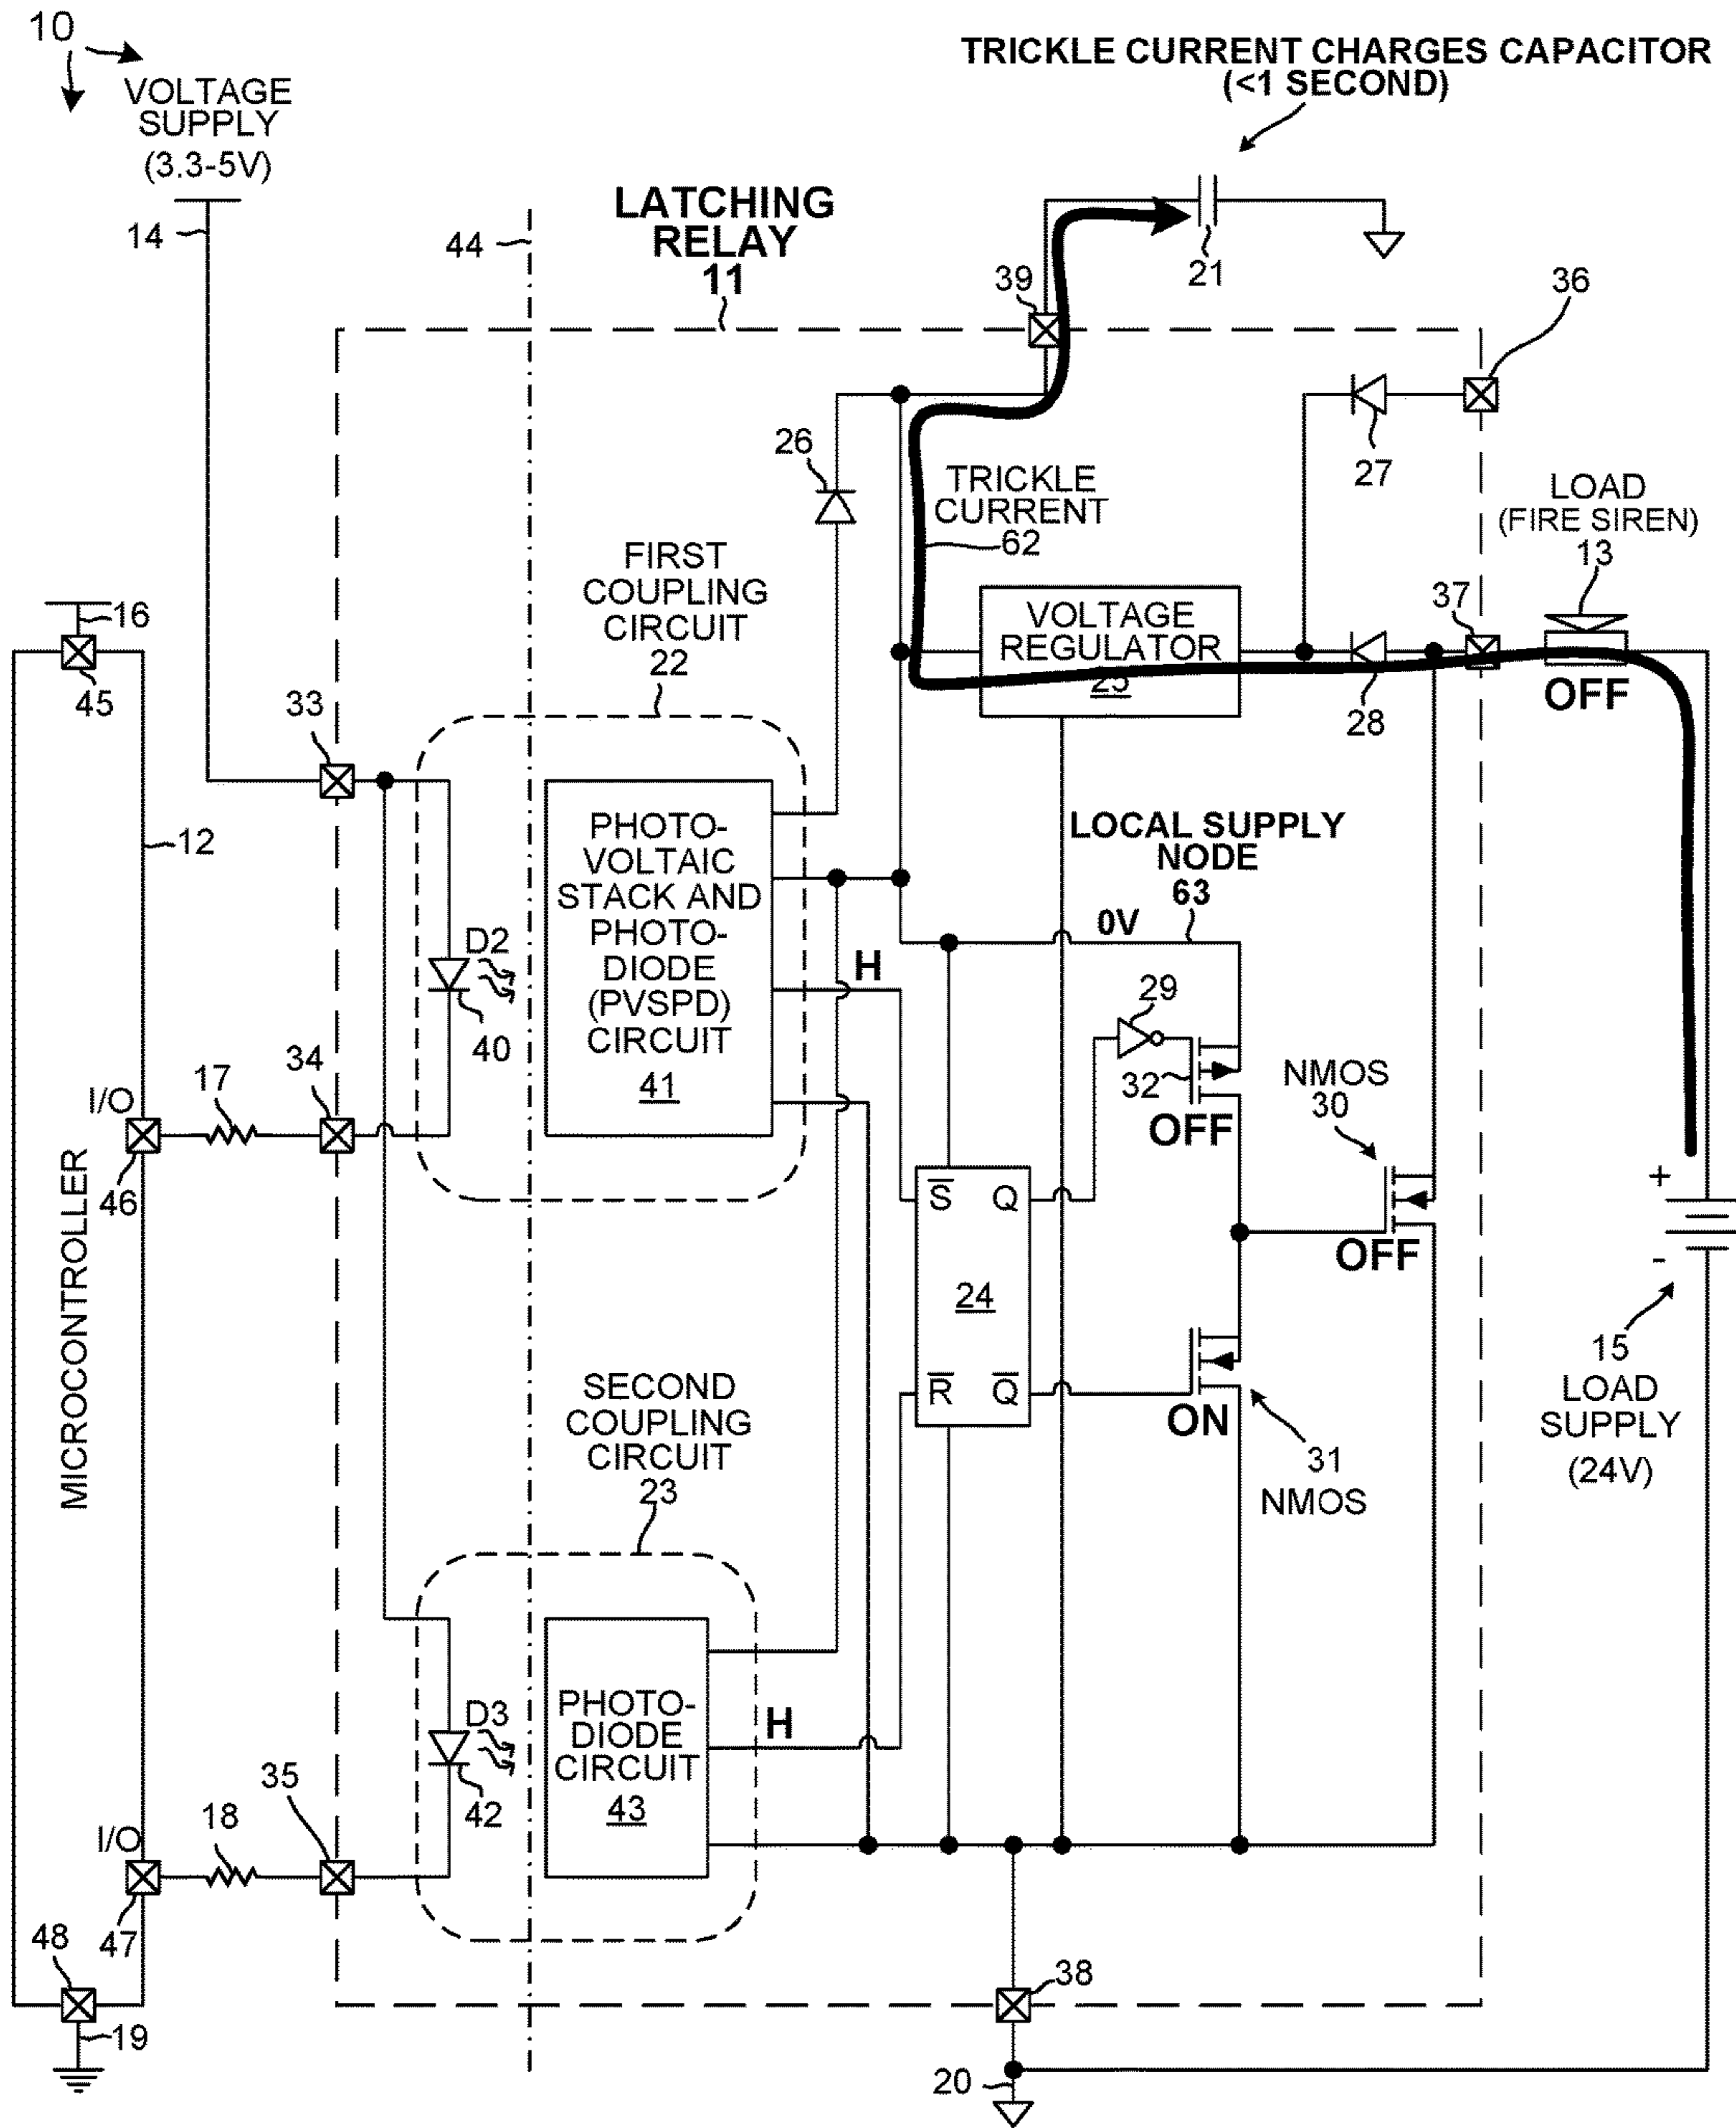 10
VOLTAGE
SUPPLY
(3.3-5V)
14
44
LATCHING
RELAY
11
TRICKLE CURRENT CHARGES CAPACITOR
(<1 SECOND)
21
39
36
27
26
TRICKLE
CURRENT
62
LOAD
(FIRE SIREN)
13
OFF
37
28
VOLTAGE
REGULATOR
25
FIRST
COUPLING
CIRCUIT
22
16
45
33
12
PHOTO-
VOLTAIC
STACK AND
PHOTO-
DIODE
(PVSPD)
CIRCUIT
41
D2
40
LOCAL SUPPLY
NODE
63
0V
H
29
32
OFF
NMOS
30
OFF
I/O
17
34
46
MICROCONTROLLER
S̅
Q
24
R̅
Q̅
ON
31
NMOS
+
-
15
LOAD
SUPPLY
(24V)
SECOND
COUPLING
CIRCUIT
23
D3
42
PHOTO-
DIODE
CIRCUIT
43
H
35
I/O
18
47
48
19
38
20